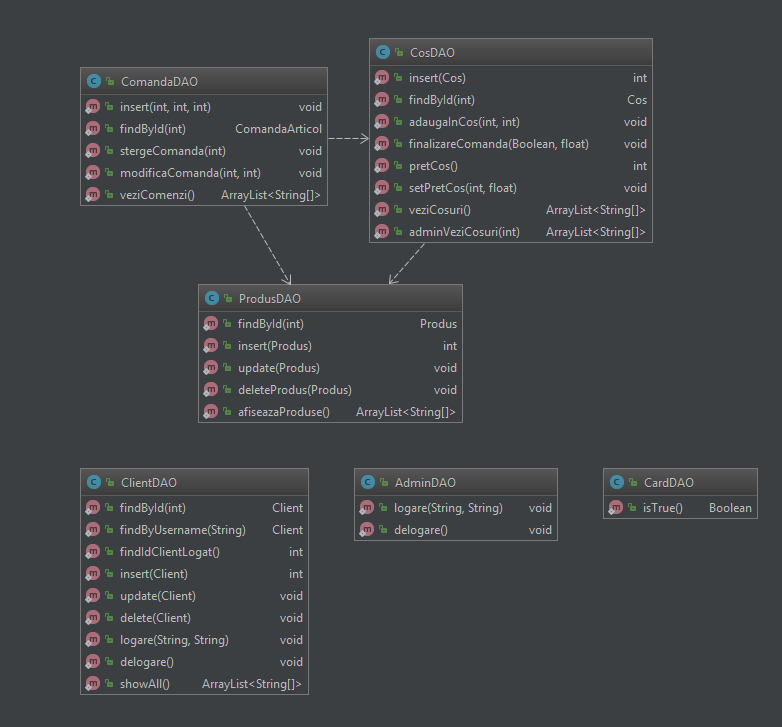 ComandaDAO
insert(int, int, int) void
findById(int) ComandaArticol
stergeComanda(int) void
modificaComanda(int, int) void
veziComenzi() ArrayList<String[]>
CosDAO
insert(Cos) int
findById(int) Cos
adaugaInCos(int, int) void
finalizareComanda(Boolean, float) void
pretCos() int
setPretCos(int, float) void
veziCosuri() ArrayList<String[]>
adminVeziCosuri(int) ArrayList<String[]>
ProdusDAO
findById(int) Produs
insert(Produs) int
update(Produs) void
deleteProdus(Produs) void
afiseazaProduse() ArrayList<String[]>
ClientDAO
findById(int) Client
findByUsername(String) Client
findIdClientLogat() int
insert(Client) int
update(Client) void
delete(Client) void
logare(String, String) void
delogare() void
showAll() ArrayList<String[]>
AdminDAO
logare(String, String) void
delogare() void
CardDAO
isTrue() Boolean